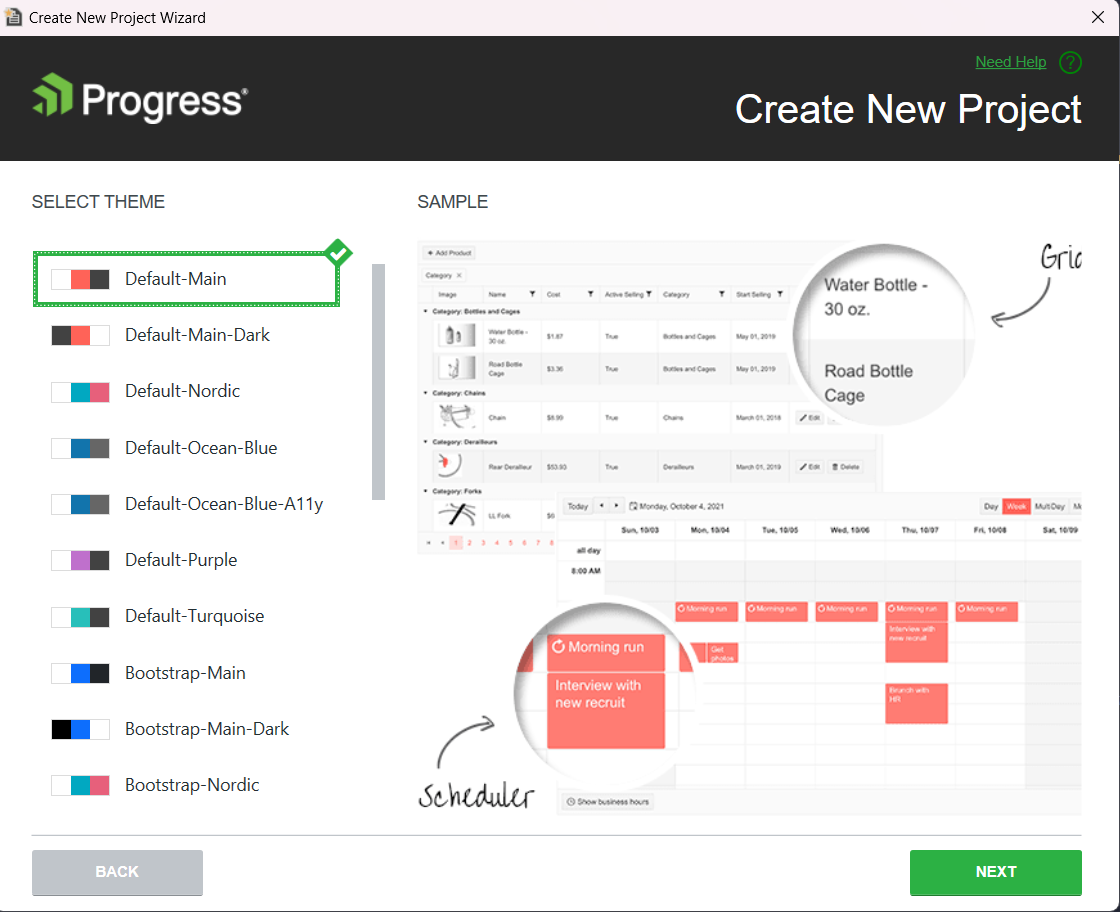 Create New Project Wizard
Need Help ?
Progress®
Create New Project
SELECT THEME
Default-Main
Default-Main-Dark
Default-Nordic
Default-Ocean-Blue
Default-Ocean-Blue-A11y
Default-Purple
Default-Turquoise
Bootstrap-Main
Bootstrap-Main-Dark
Bootstrap-Nordic
SAMPLE
+ Add Product
Category ×
Image Name Cost Active Selling Category Start Selling
Category: Bottles and Cages
Water Bottle - 30 oz. $1.87 True Bottles and Cages May 01, 2019
Road Bottle Cage $3.36 True Bottles and Cages May 01, 2019
Category: Chains
Chain $8.99 True Chains March 01, 2018 Edit
Category: Derailleurs
Rear Derailleur $53.93 True Derailleurs March 01, 2019 Edit Delete
Category: Forks
LL Fork $6
1 2 3 4 5 6 7 8
Water Bottle -
30 oz.
Road Bottle
Cage
Grid
Today Monday, October 4, 2021 Day Week MultiDay M
Sun, 10/03 Mon, 10/04 Tue, 10/05 Wed, 10/06 Thu, 10/07 Fri, 10/08 Sat, 10/09
all day
8:00 AM
Morning run Morning run Morning run Morning run Morning run
Interview with
new recruit
Get
photos
Brunch with
HR
Morning run
Interview with
new recruit
Scheduler
Show business hours
BACK
NEXT